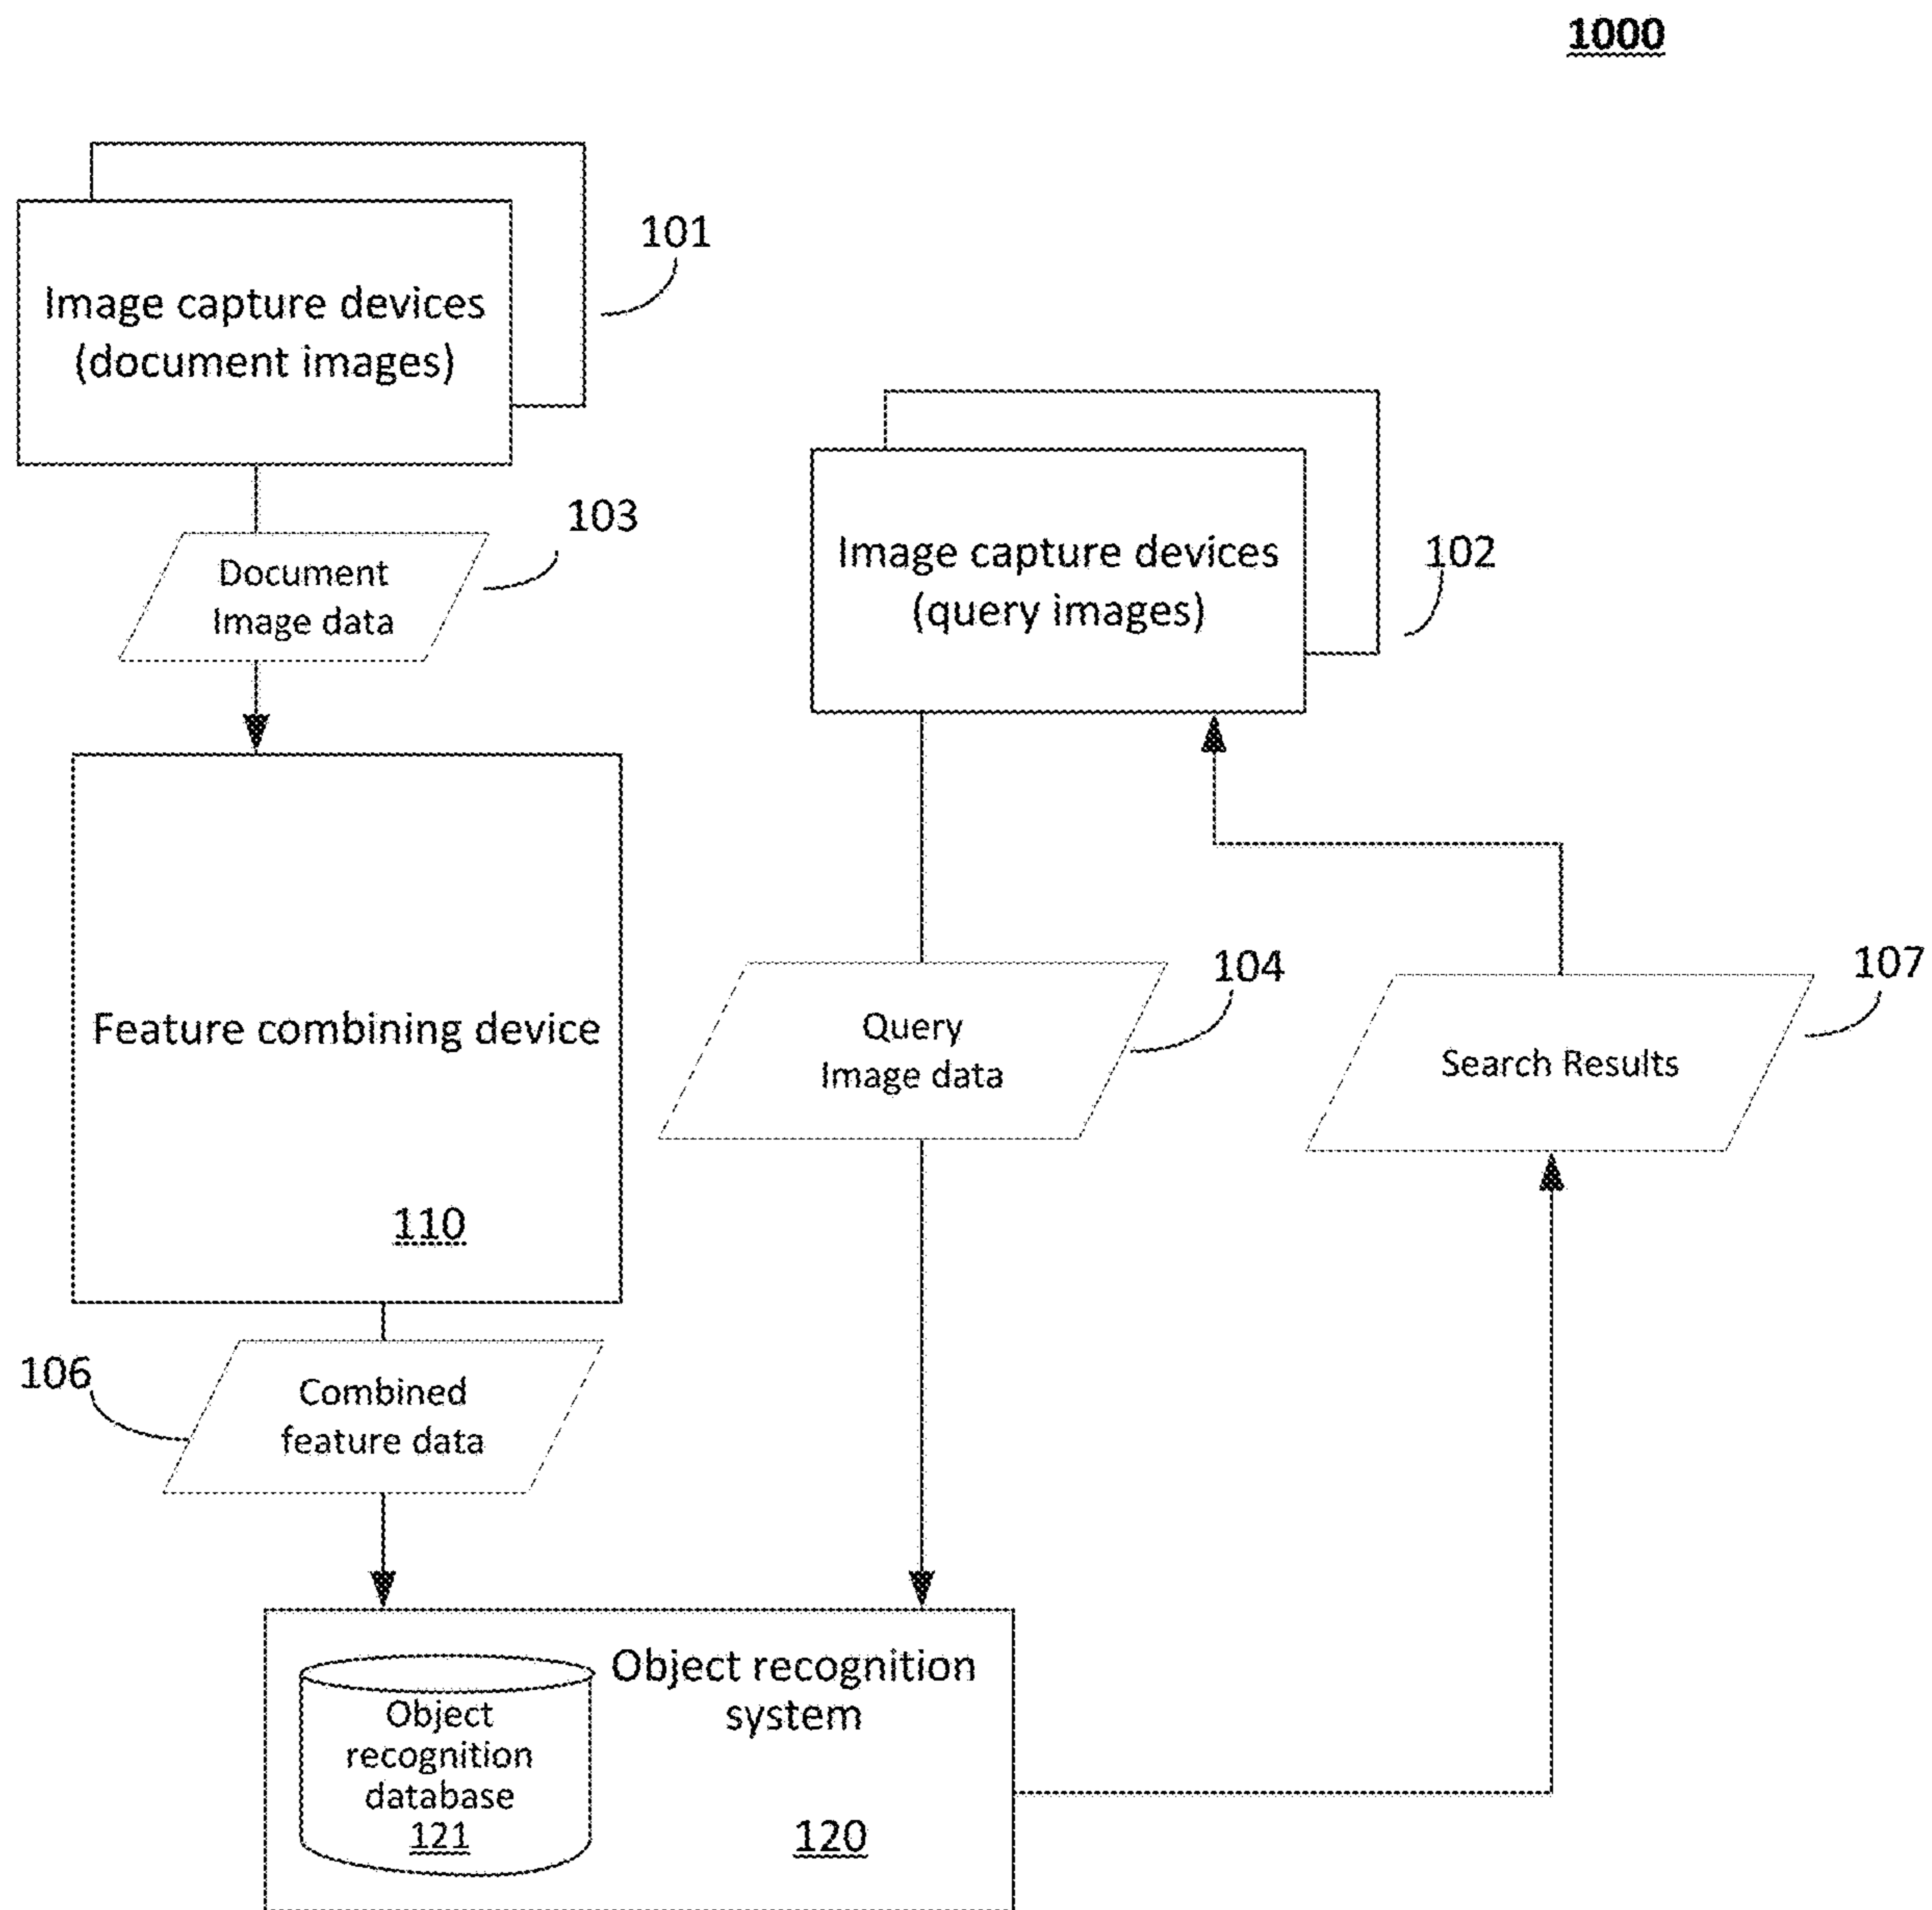 1000
101
Image capture devices
(document images)
103
Document
Image data
102
Image capture devices
(query images)
104
Query
Image data
107
Search Results
Feature combining device
110
106
Combined
feature data
Object recognition
system
120
Object
recognition
database
121